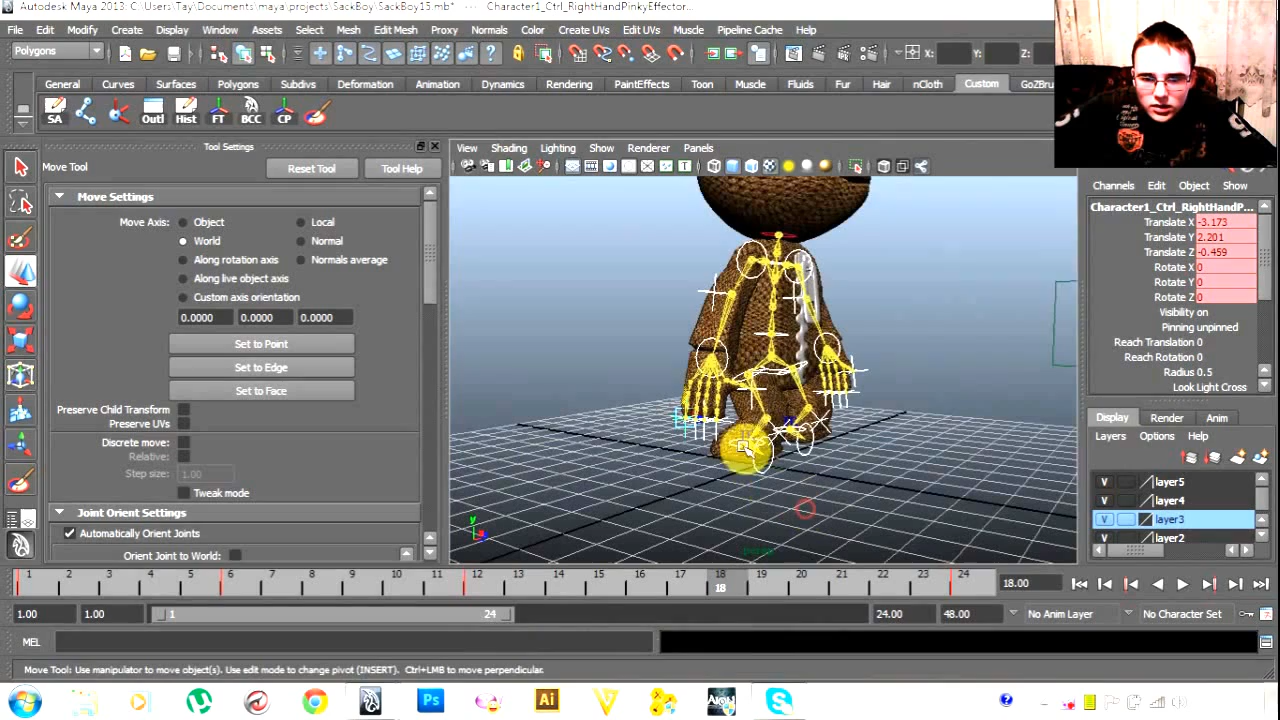 Autodesk Maya 2013: C:\Users\Tay\Documents\maya\projects\SackBoy\SackBoy15.mb* --- Character1_Ctrl_RightHandPinkyEffector...
File Edit Modify Create Display Window Assets Select Mesh Edit Mesh Proxy Normals Color Create UVs Edit UVs Muscle Pipeline Cache Help
Polygons X: Y: Z:
General Curves Surfaces Polygons Subdivs Deformation Animation Dynamics Rendering PaintEffects Toon Muscle Fluids Fur Hair nCloth Custom GoZBru
SA Outl Hist FT BCC CP
Tool Settings
Move Tool Reset Tool Tool Help
View Shading Lighting Show Renderer Panels
Move Settings
Move Axis: Object Local
World Normal
Along rotation axis Normals average
Along live object axis
Custom axis orientation
0.0000 0.0000 0.0000
Set to Point
Set to Edge
Set to Face
Preserve Child Transform
Preserve UVs
Discrete move:
Relative:
Step size: 1.00
Tweak mode
Joint Orient Settings
Automatically Orient Joints
Orient Joint to World:
y
persp
Channels Edit Object Show
Character1_Ctrl_RightHandP...
Translate X -3.173
Translate Y 2.201
Translate Z -0.459
Rotate X 0
Rotate Y 0
Rotate Z 0
Visibility on
Pinning unpinned
Reach Translation 0
Reach Rotation 0
Radius 0.5
Look Light Cross
Display Render Anim
Layers Options Help
V layer5
V layer4
V layer3
V layer2
1 2 3 4 5 6 7 8 9 10 11 12 13 14 15 16 17 18 19 20 21 22 23 24
18
18.00
1.00 1.00 1 24 24.00 48.00 No Anim Layer No Character Set
MEL
Move Tool: Use manipulator to move object(s). Use edit mode to change pivot (INSERT). Ctrl+LMB to move perpendicular.
Ps Ai